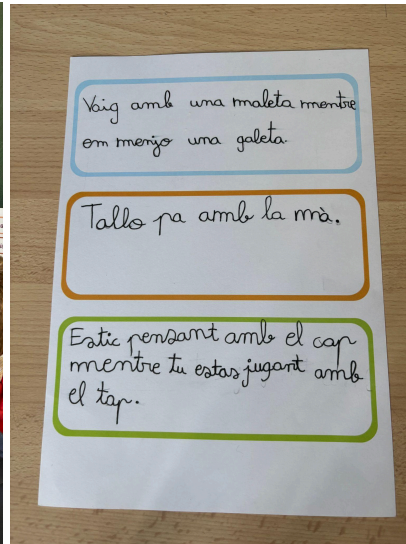 Vaig amb una maleta mentre
em menjo una galeta.
Tallo pa amb la mà.
Estic pensant amb el cap
mentre tu estas jugant amb
el tap.